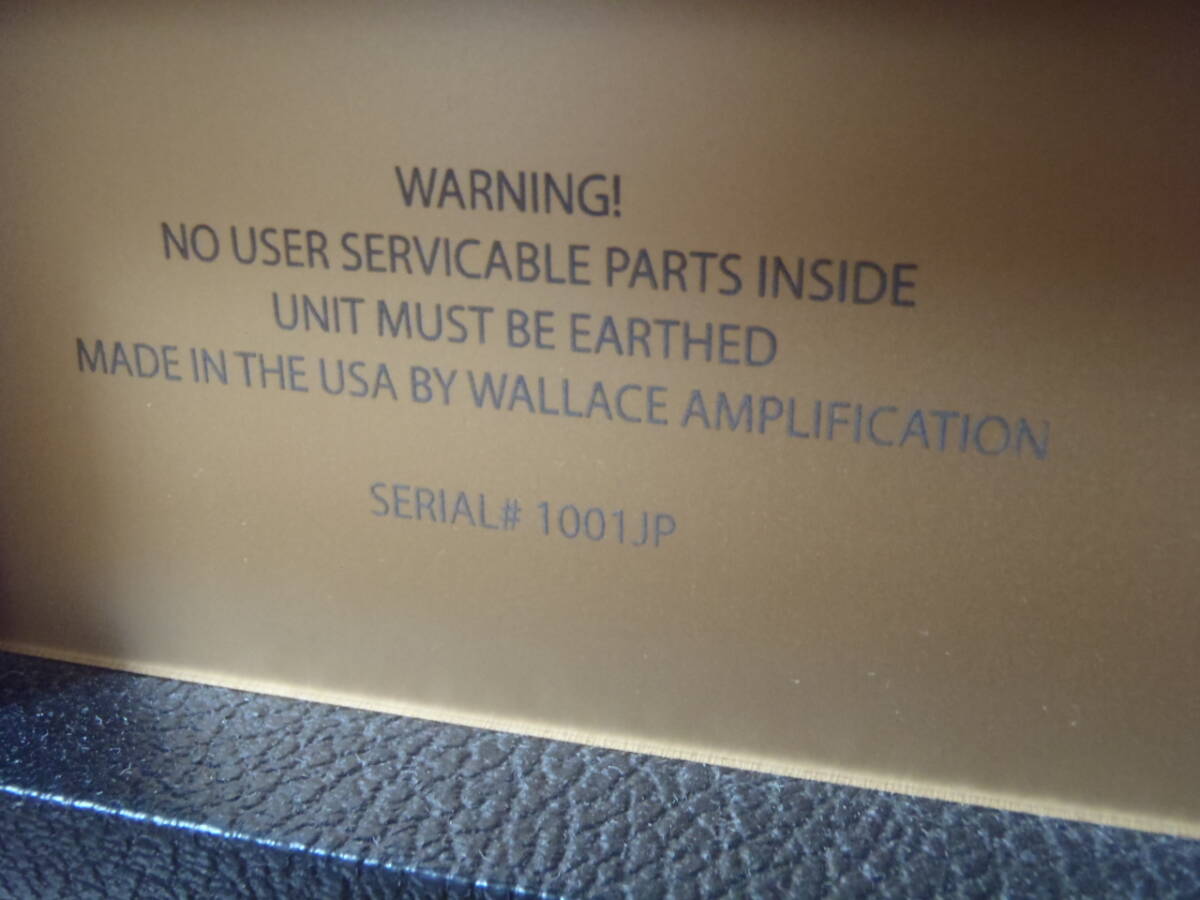 WARNING!
NO USER SERVICABLE PARTS INSIDE
UNIT MUST BE EARTHED
MADE IN THE USA BY WALLACE AMPLIFICATION
SERIAL# 1001JP